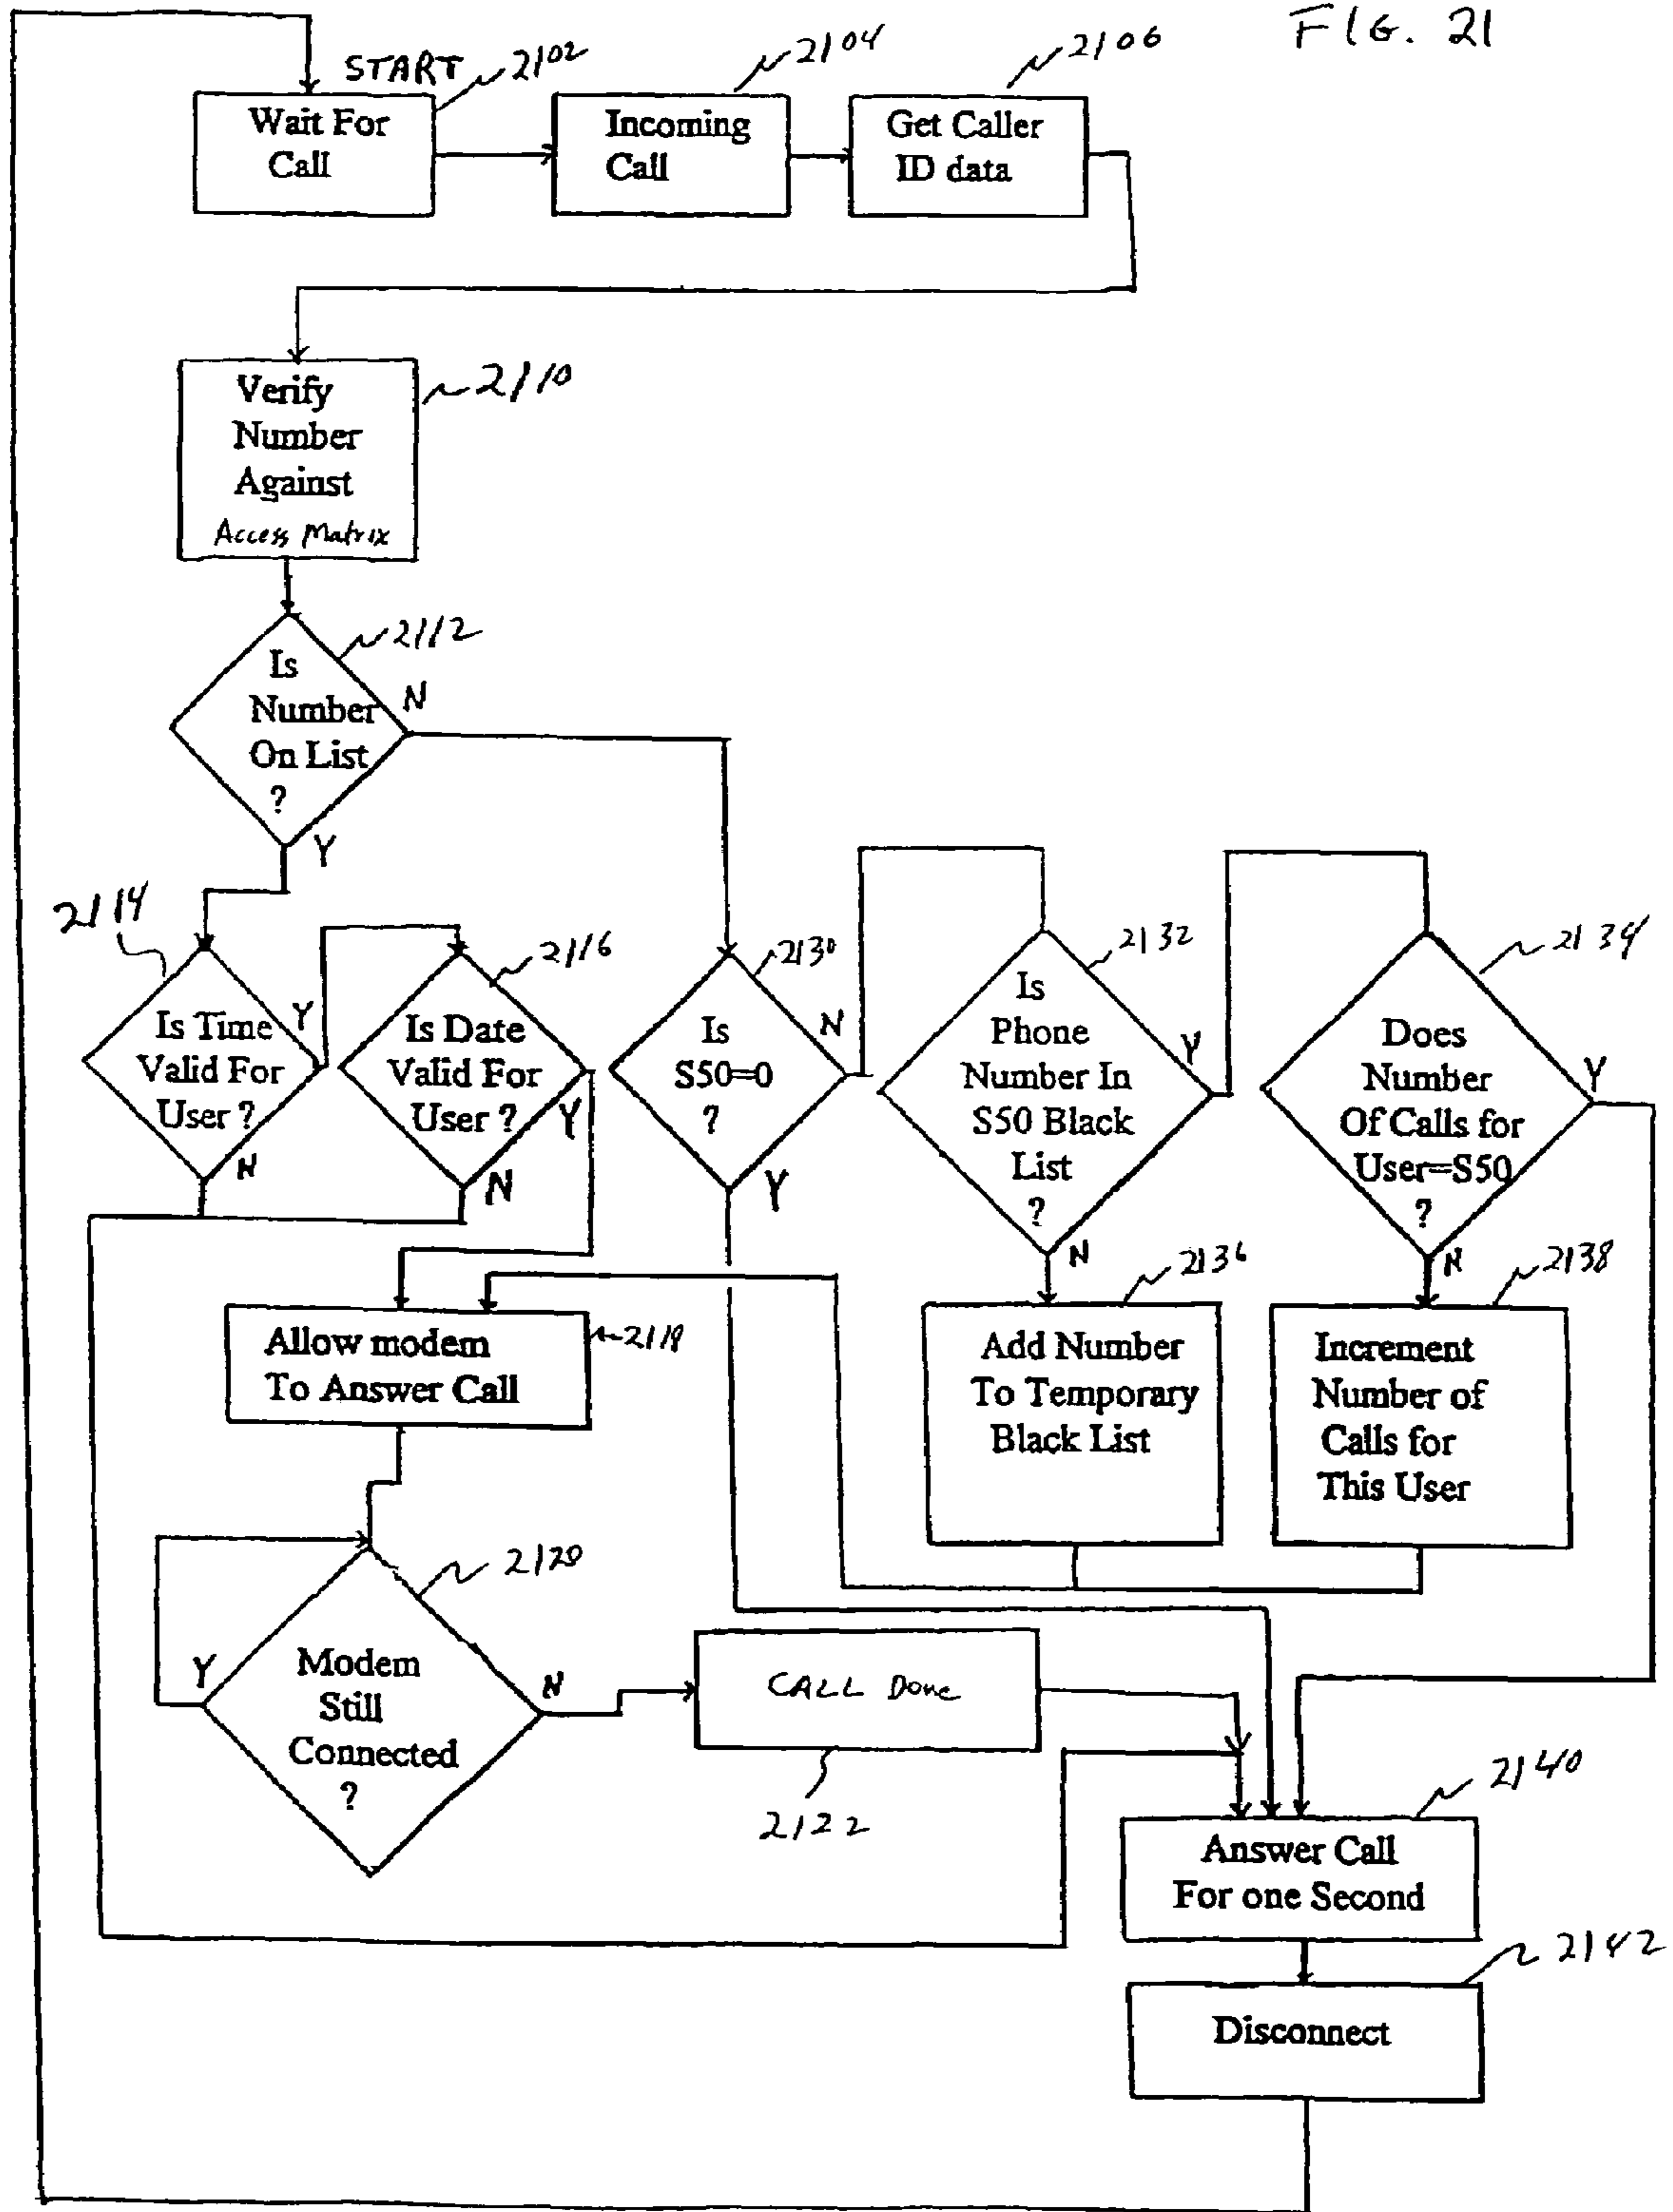 FIG. 21
START
2102
2104
2106
Wait For
Call
Incoming
Call
Get Caller
ID data
2110
Verify
Number
Against
Access Matrix
2112
Is
Number
On List
?
N
Y
2114
Is Time
Valid For
User ?
Y
N
2116
Is Date
Valid For
User ?
Y
N
2130
Is
S50=0
?
N
Y
2132
Is
Phone
Number In
S50 Black
List
?
Y
N
2134
Does
Number
Of Calls for
User=S50
?
Y
N
2118
Allow modem
To Answer Call
2136
Add Number
To Temporary
Black List
2138
Increment
Number of
Calls for
This User
2120
Modem
Still
Connected
?
Y
N
CALL Done
2122
2140
Answer Call
For one Second
2142
Disconnect